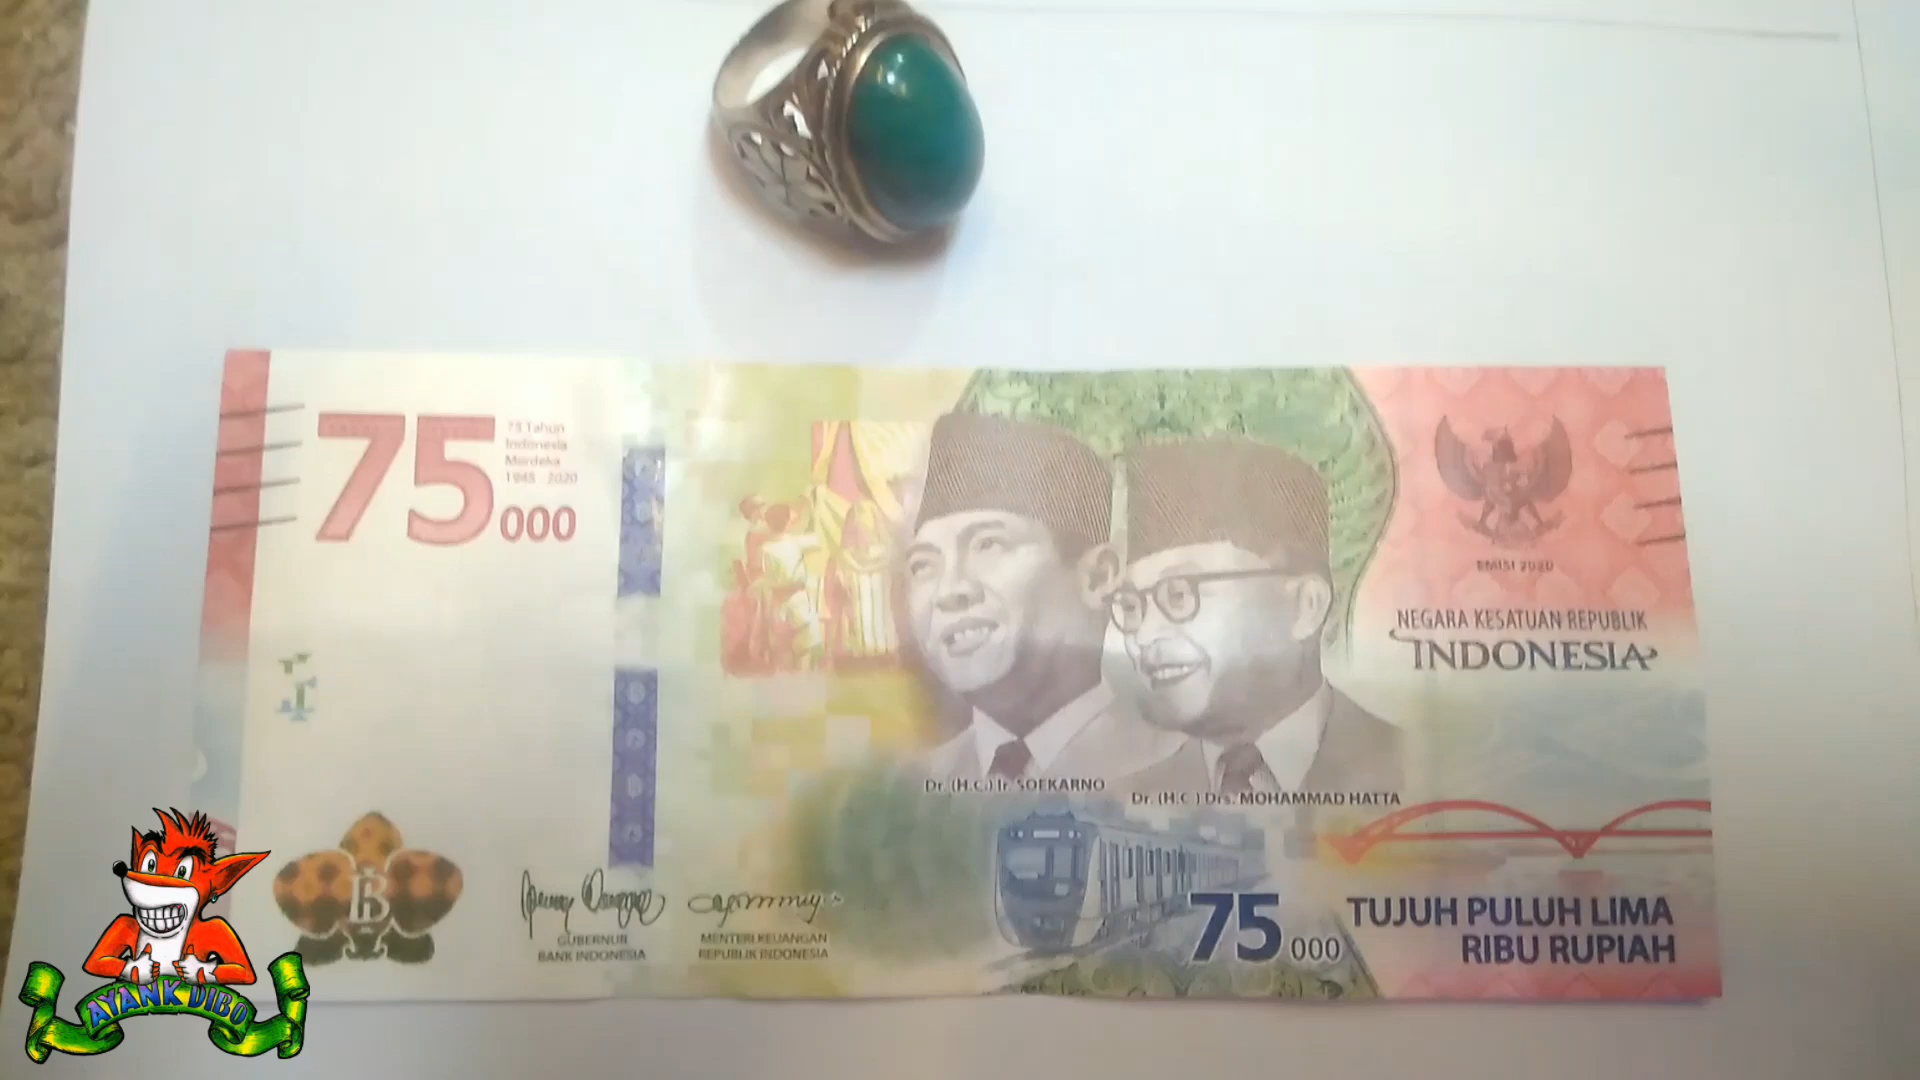 75
000
75 Tahun
Indonesia
Merdeka
1945 - 2020
EMISI 2020
NEGARA KESATUAN REPUBLIK
INDONESIA
Dr. (H.C.) Ir. SOEKARNO
Dr. (H.C.) Drs. MOHAMMAD HATTA
75 000
TUJUH PULUH LIMA
RIBU RUPIAH
B
GUBERNUR
BANK INDONESIA
MENTERI KEUANGAN
REPUBLIK INDONESIA
AYANK DIBO